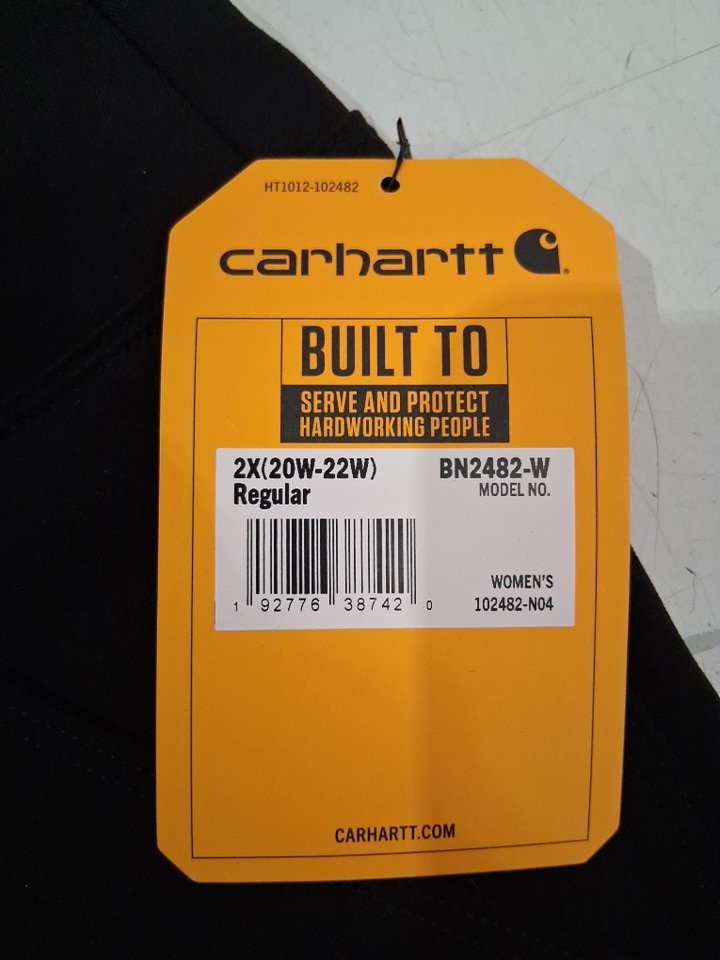 HT1012-102482
carhartt
BUILT TO
SERVE AND PROTECT
HARDWORKING PEOPLE
2X(20W-22W) BN2482-W
Regular MODEL NO.
WOMEN'S
1 92776 38742 0 102482-N04
CARHARTT.COM